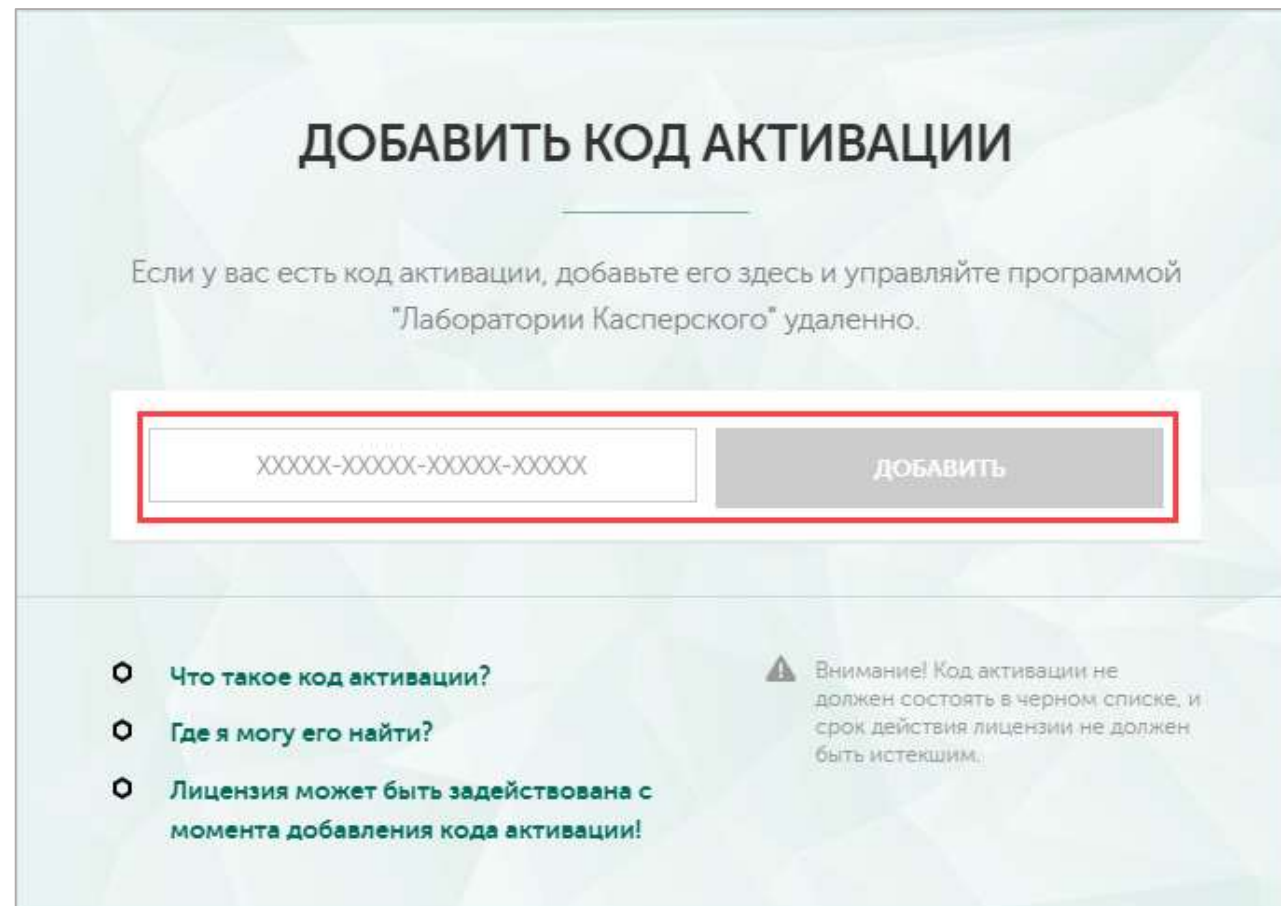 ДОБАВИТЬ КОД АКТИВАЦИИ
Если у вас есть код активации, добавьте его здесь и управляйте программой
"Лаборатории Касперского" удаленно.
XXXXX-XXXXX-XXXXX-XXXXX
ДОБАВИТЬ
Что такое код активации?
Где я могу его найти?
Лицензия может быть задействована с
момента добавления кода активации!
Внимание! Код активации не
должен состоять в черном списке, и
срок действия лицензии не должен
быть истекшим.